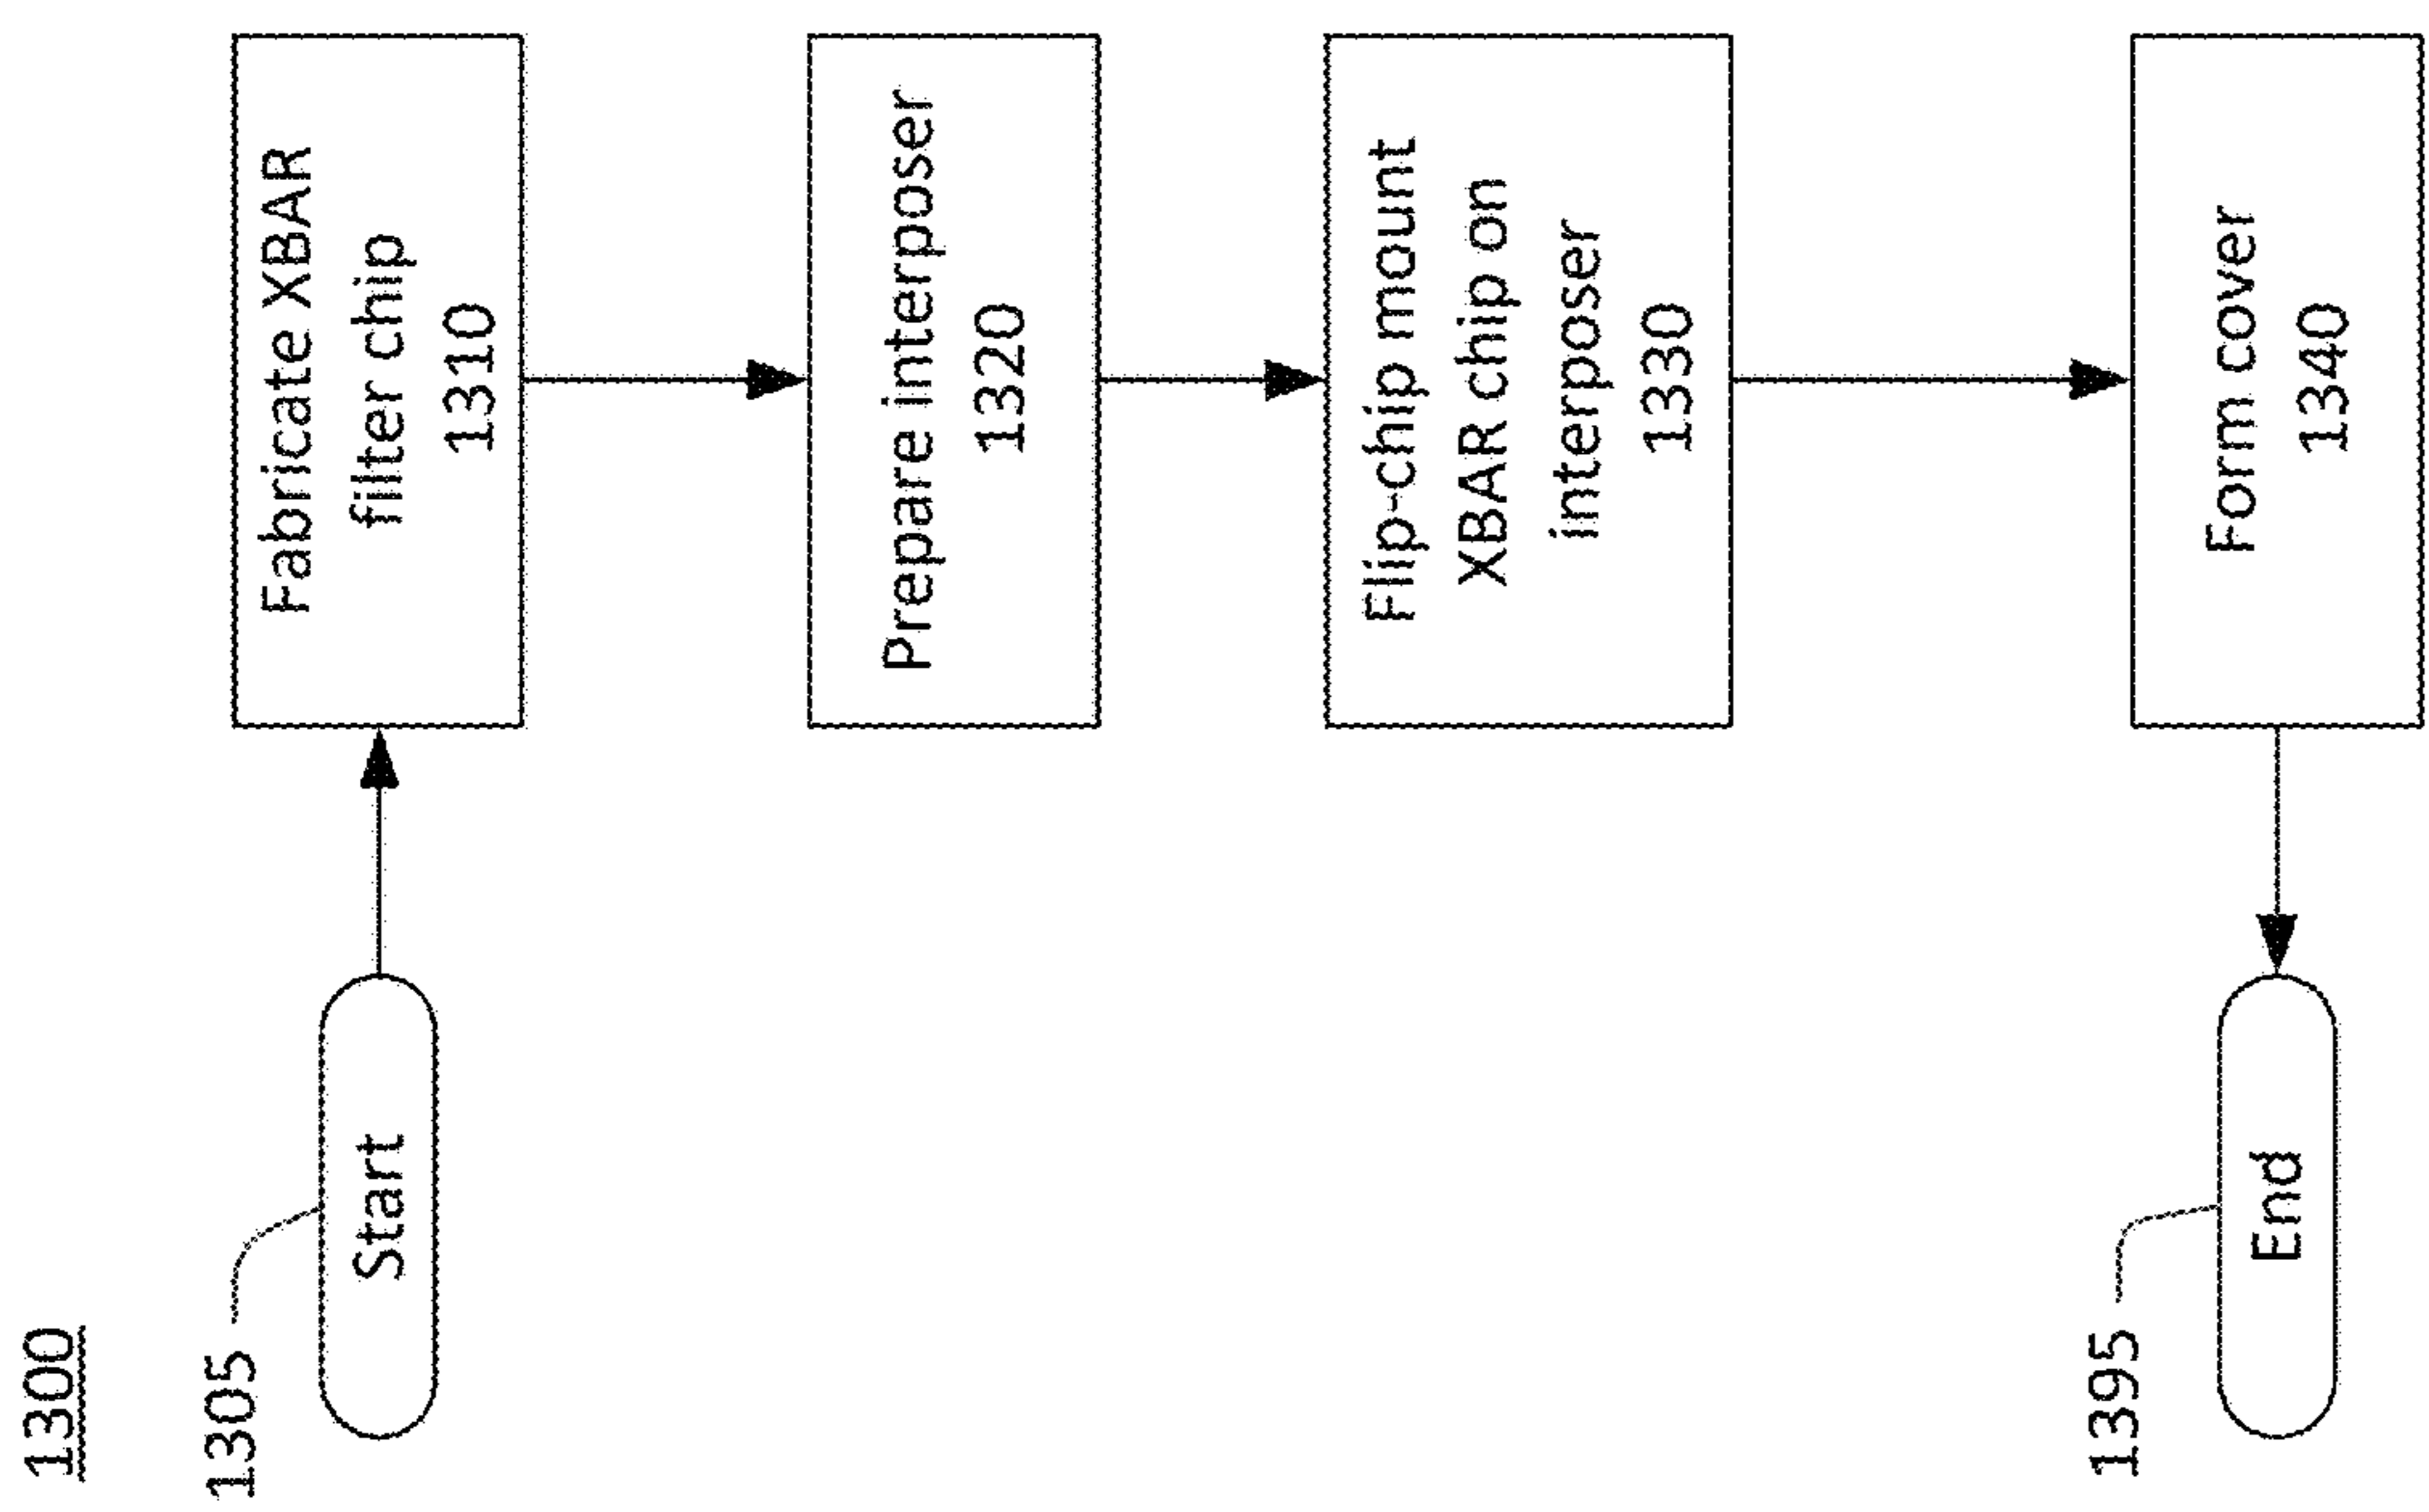 1300
1305
Start
Fabricate XBAR
filter chip
1310
Prepare interposer
1320
Flip-chip mount
XBAR chip on
interposer
1330
Form cover
1340
1395
End